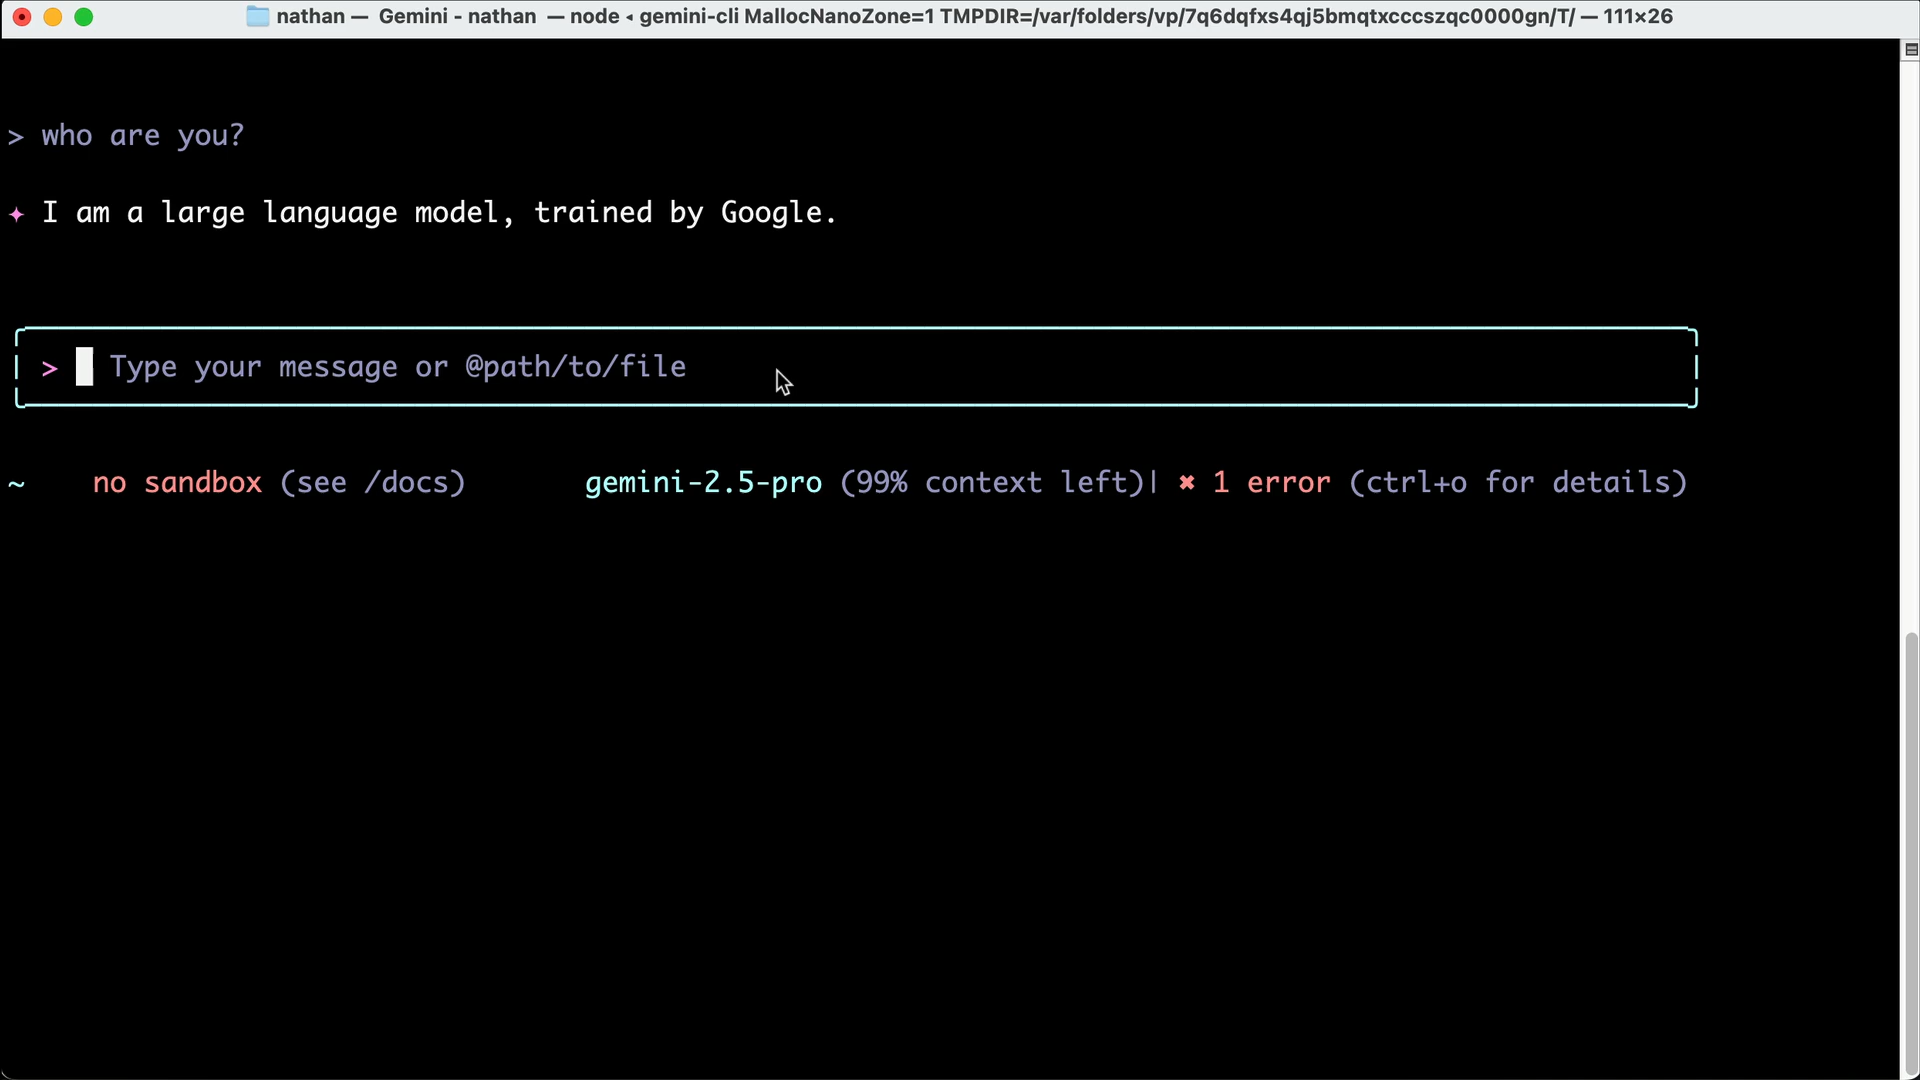 nathan — Gemini - nathan — node ◂ gemini-cli MallocNanoZone=1 TMPDIR=/var/folders/vp/7q6dqfxs4qj5bmqtxcccszqc0000gn/T/ — 111×26
> who are you?
✦ I am a large language model, trained by Google.
> Type your message or @path/to/file
~ no sandbox (see /docs) gemini-2.5-pro (99% context left)| ✖ 1 error (ctrl+o for details)